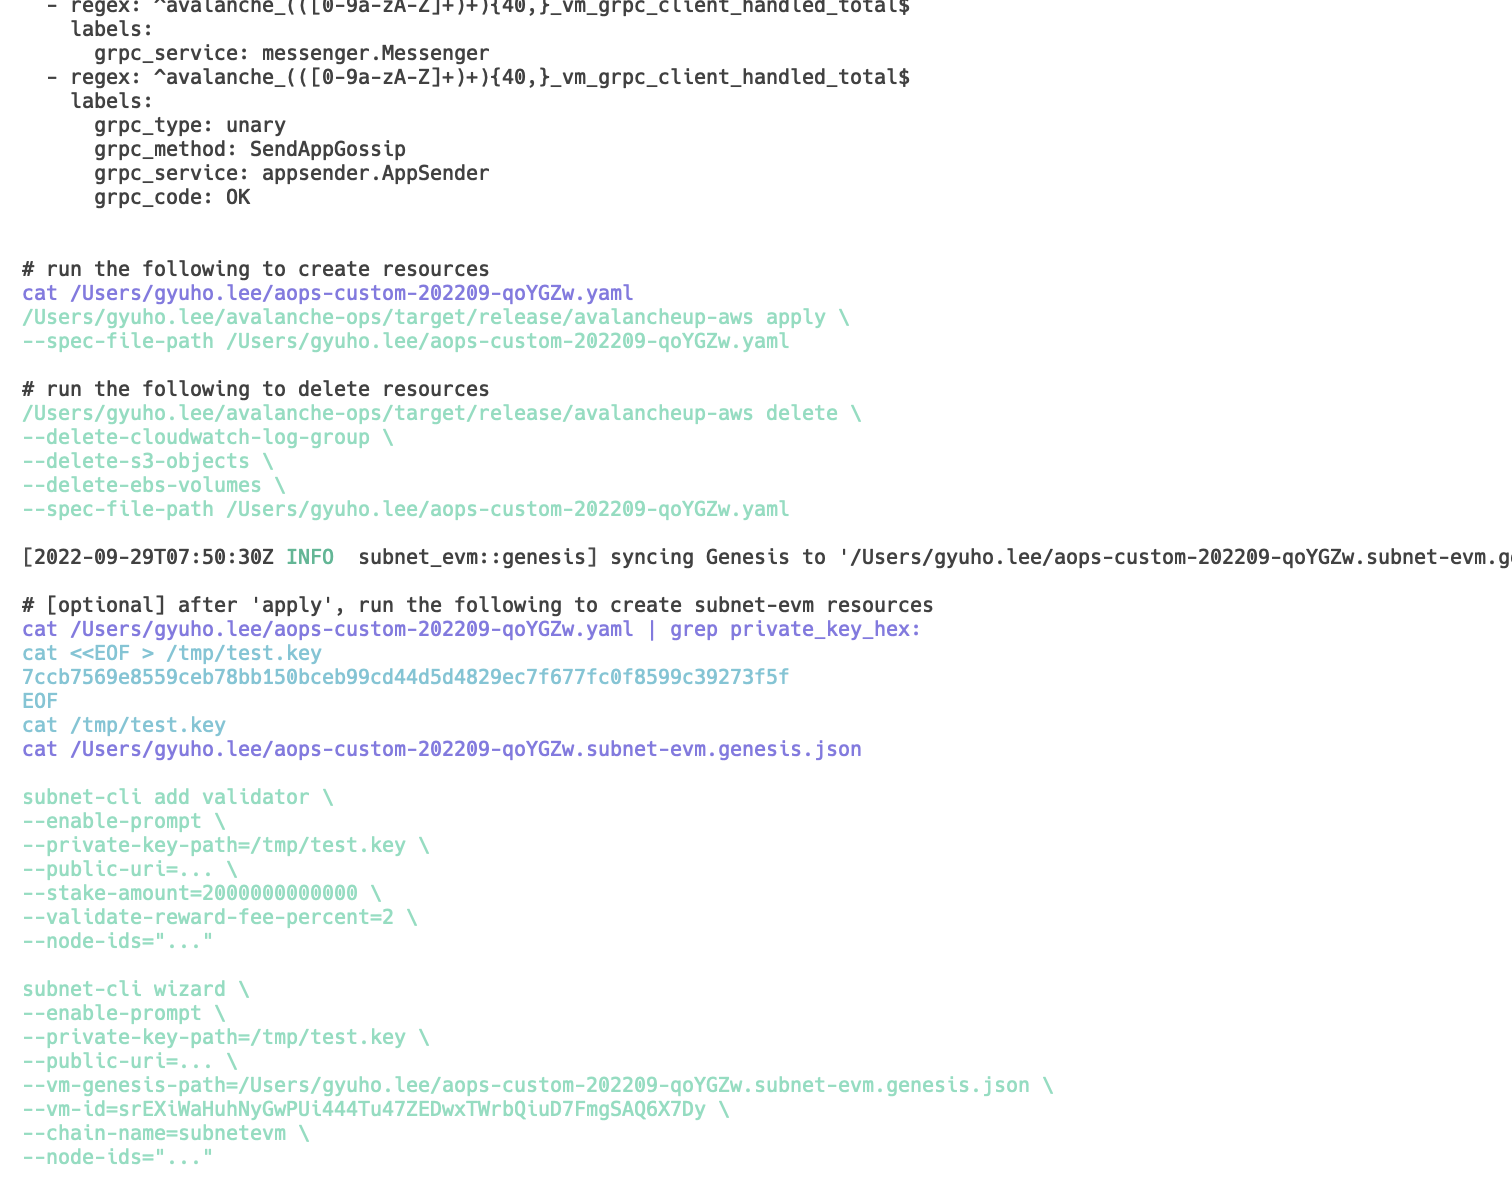 - regex: ^avalanche_(([0-9a-zA-Z]+)+){40,}_vm_grpc_client_handled_total$
labels:
grpc_service: messenger.Messenger
- regex: ^avalanche_(([0-9a-zA-Z]+)+){40,}_vm_grpc_client_handled_total$
labels:
grpc_type: unary
grpc_method: SendAppGossip
grpc_service: appsender.AppSender
grpc_code: OK
# run the following to create resources
cat /Users/gyuho.lee/aops-custom-202209-qoYGZw.yaml
/Users/gyuho.lee/avalanche-ops/target/release/avalancheup-aws apply \
--spec-file-path /Users/gyuho.lee/aops-custom-202209-qoYGZw.yaml
# run the following to delete resources
/Users/gyuho.lee/avalanche-ops/target/release/avalancheup-aws delete \
--delete-cloudwatch-log-group \
--delete-s3-objects \
--delete-ebs-volumes \
--spec-file-path /Users/gyuho.lee/aops-custom-202209-qoYGZw.yaml
[2022-09-29T07:50:30Z INFO  subnet_evm::genesis] syncing Genesis to '/Users/gyuho.lee/aops-custom-202209-qoYGZw.subnet-evm.g
# [optional] after 'apply', run the following to create subnet-evm resources
cat /Users/gyuho.lee/aops-custom-202209-qoYGZw.yaml | grep private_key_hex:
cat <<EOF > /tmp/test.key
7ccb7569e8559ceb78bb150bceb99cd44d5d4829ec7f677fc0f8599c39273f5f
EOF
cat /tmp/test.key
cat /Users/gyuho.lee/aops-custom-202209-qoYGZw.subnet-evm.genesis.json
subnet-cli add validator \
--enable-prompt \
--private-key-path=/tmp/test.key \
--public-uri=... \
--stake-amount=2000000000000 \
--validate-reward-fee-percent=2 \
--node-ids="..."
subnet-cli wizard \
--enable-prompt \
--private-key-path=/tmp/test.key \
--public-uri=... \
--vm-genesis-path=/Users/gyuho.lee/aops-custom-202209-qoYGZw.subnet-evm.genesis.json \
--vm-id=srEXiWaHuhNyGwPUi444Tu47ZEDwxTWrbQiuD7FmgSAQ6X7Dy \
--chain-name=subnetevm \
--node-ids="..."